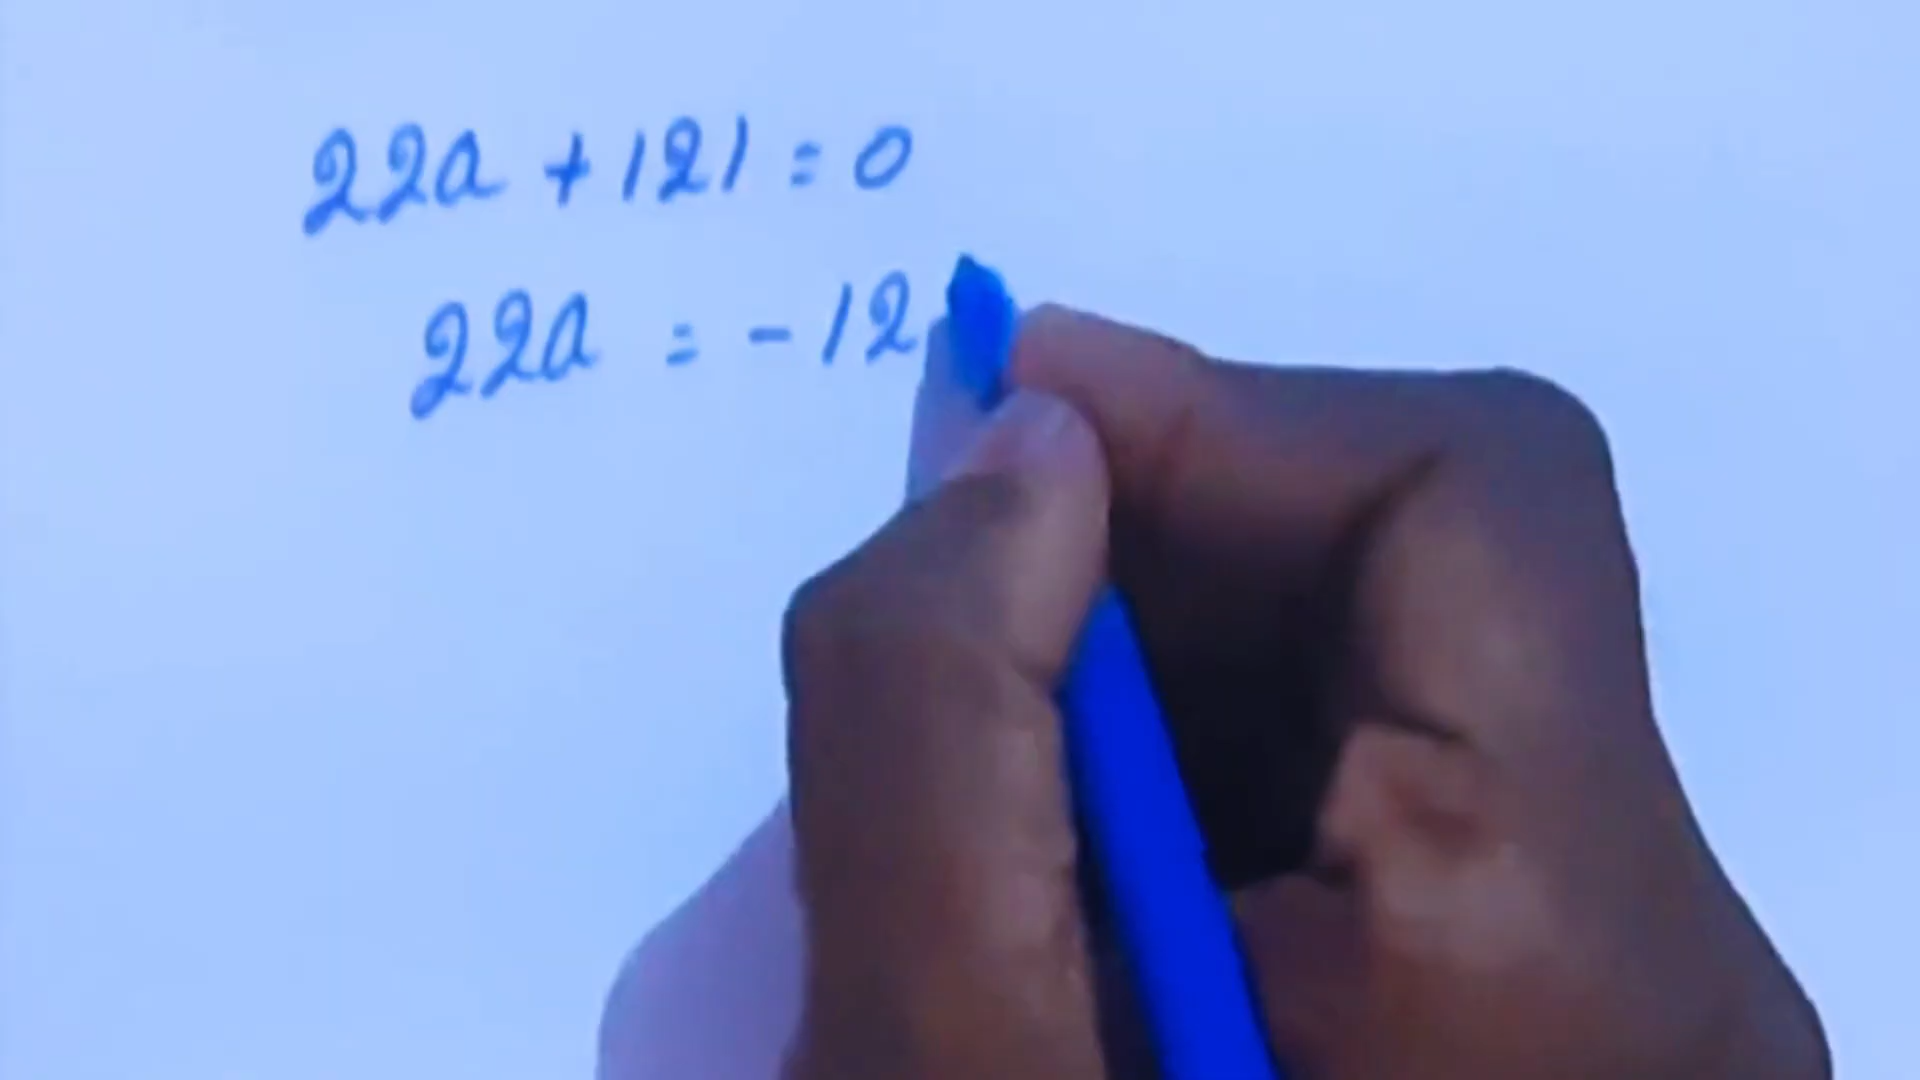 22a + 121 = 0
22a = - 12